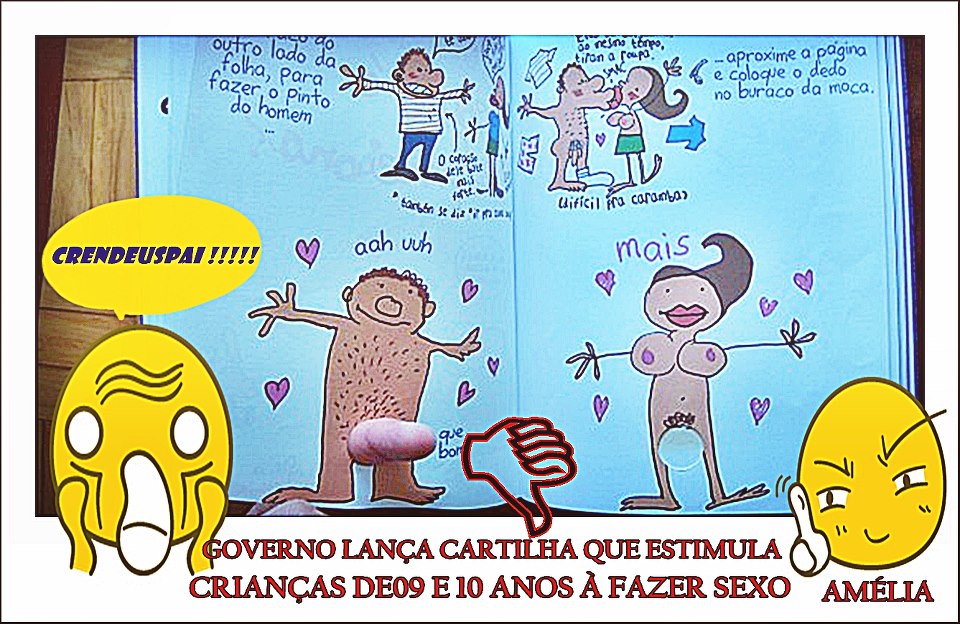 outro lado da
folha, para
fazer o pinto
do homem
...
o coração
dele bate
mais
forte.
ao mesmo tempo,
tiram a roupa.
...aproxime a página
e coloque o dedo
no buraco da moça.
(difícil pra caramba)
CRENDEUSPAI !!!!!
aah uuh
mais
que
bom
GOVERNO LANÇA CARTILHA QUE ESTIMULA
CRIANÇAS DE09 E 10 ANOS À FAZER SEXO
AMÉLIA